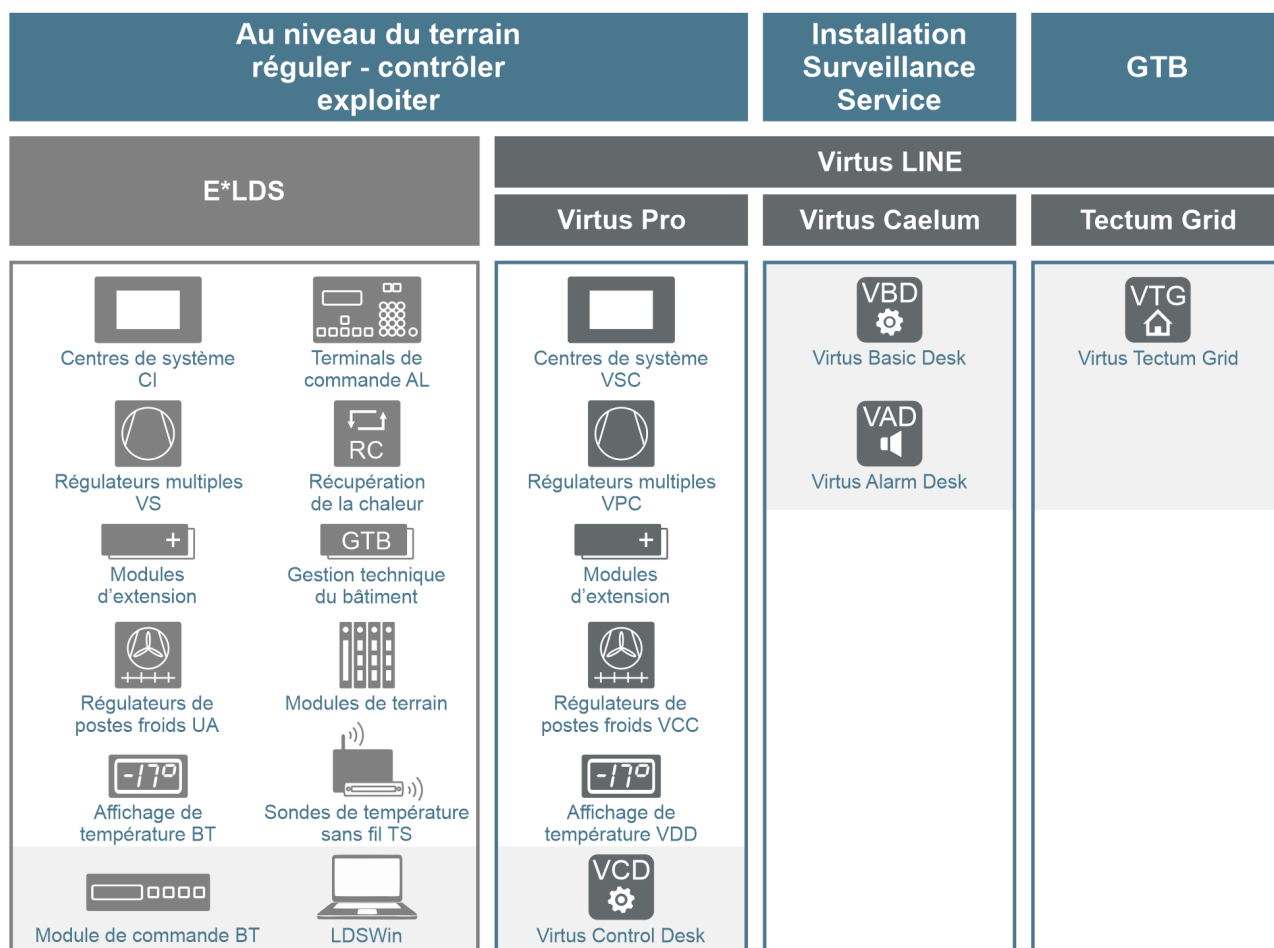 Au niveau du terrain
réguler - contrôler
exploiter
Installation
Surveillance
Service
GTB
E*LDS
Virtus LINE
Virtus Pro
Virtus Caelum
Tectum Grid
Centres de système
CI
Terminals de
commande AL
Régulateurs multiples
VS
RC
Récupération
de la chaleur
+
Modules
d’extension
GTB
Gestion technique
du bâtiment
Régulateurs de
postes froids UA
Modules de terrain
-17°
Affichage de
température BT
Sondes de température
sans fil TS
Module de commande BT
LDSWin
Centres de système
VSC
Régulateurs multiples
VPC
+
Modules
d’extension
Régulateurs de
postes froids VCC
-17°
Affichage de
température VDD
VCD
Virtus Control Desk
VBD
Virtus Basic Desk
VAD
Virtus Alarm Desk
VTG
Virtus Tectum Grid